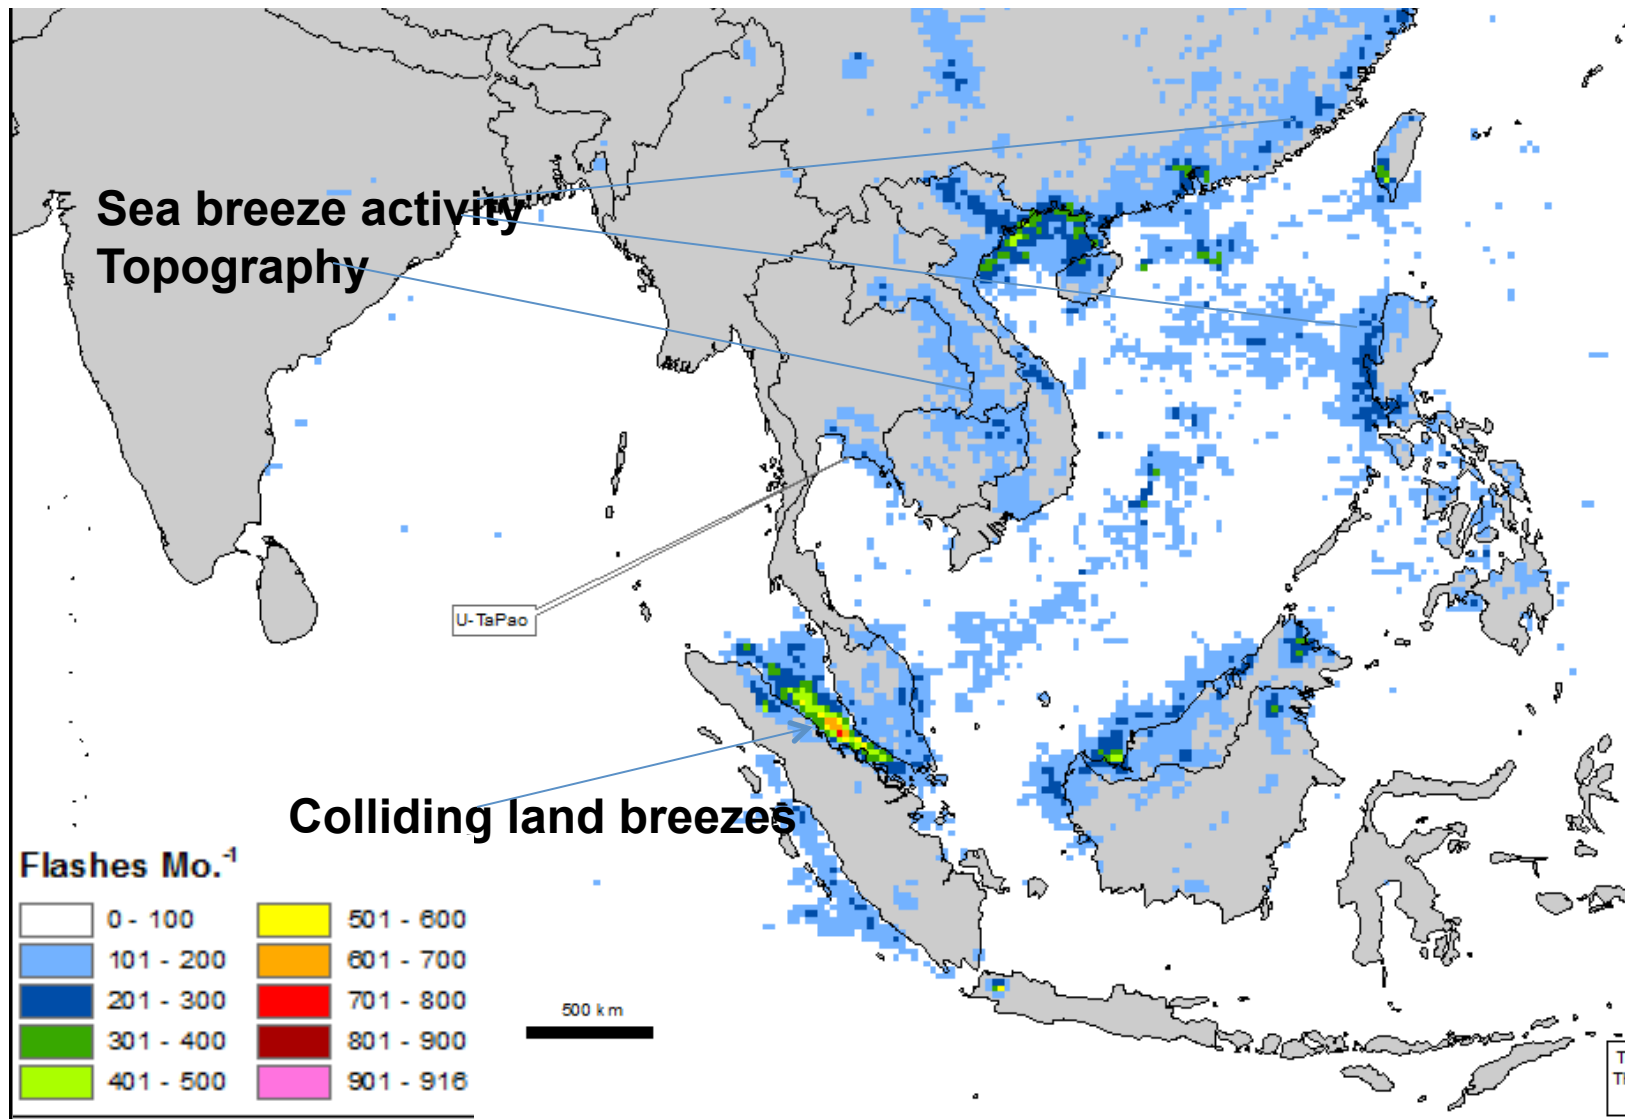 Sea breeze activity
Topography
U-TaPao
Colliding land breezes
Flashes Mo.⁻¹
0 - 100
501 - 600
101 - 200
601 - 700
201 - 300
701 - 800
301 - 400
801 - 900
401 - 500
901 - 916
500 km